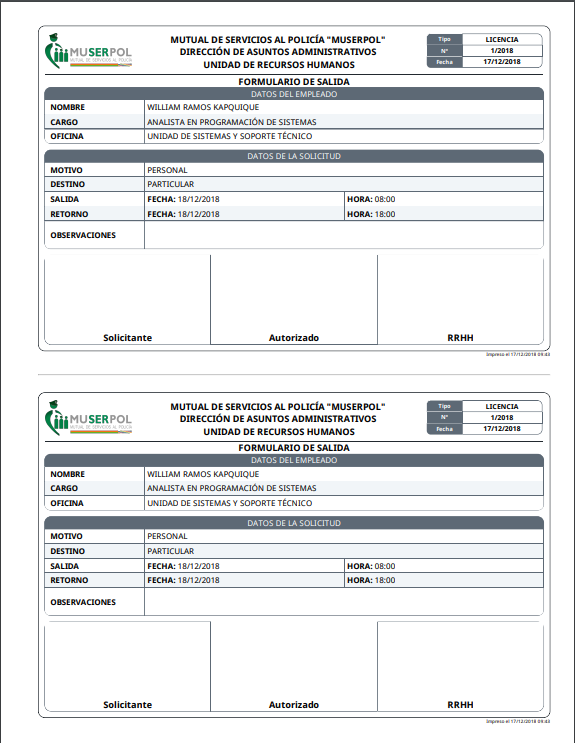 MUSERPOL
MUTUAL DE SERVICIOS AL POLICÍA
MUTUAL DE SERVICIOS AL POLICÍA "MUSERPOL"
DIRECCIÓN DE ASUNTOS ADMINISTRATIVOS
UNIDAD DE RECURSOS HUMANOS
Tipo LICENCIA
N° 1/2018
Fecha 17/12/2018
FORMULARIO DE SALIDA
DATOS DEL EMPLEADO
NOMBRE WILLIAM RAMOS KAPQUIQUE
CARGO ANALISTA EN PROGRAMACIÓN DE SISTEMAS
OFICINA UNIDAD DE SISTEMAS Y SOPORTE TÉCNICO
DATOS DE LA SOLICITUD
MOTIVO PERSONAL
DESTINO PARTICULAR
SALIDA FECHA: 18/12/2018 HORA: 08:00
RETORNO FECHA: 18/12/2018 HORA: 18:00
OBSERVACIONES
Solicitante Autorizado RRHH
Impreso el 17/12/2018 09:43
MUSERPOL
MUTUAL DE SERVICIOS AL POLICÍA
MUTUAL DE SERVICIOS AL POLICÍA "MUSERPOL"
DIRECCIÓN DE ASUNTOS ADMINISTRATIVOS
UNIDAD DE RECURSOS HUMANOS
Tipo LICENCIA
N° 1/2018
Fecha 17/12/2018
FORMULARIO DE SALIDA
DATOS DEL EMPLEADO
NOMBRE WILLIAM RAMOS KAPQUIQUE
CARGO ANALISTA EN PROGRAMACIÓN DE SISTEMAS
OFICINA UNIDAD DE SISTEMAS Y SOPORTE TÉCNICO
DATOS DE LA SOLICITUD
MOTIVO PERSONAL
DESTINO PARTICULAR
SALIDA FECHA: 18/12/2018 HORA: 08:00
RETORNO FECHA: 18/12/2018 HORA: 18:00
OBSERVACIONES
Solicitante Autorizado RRHH
Impreso el 17/12/2018 09:43